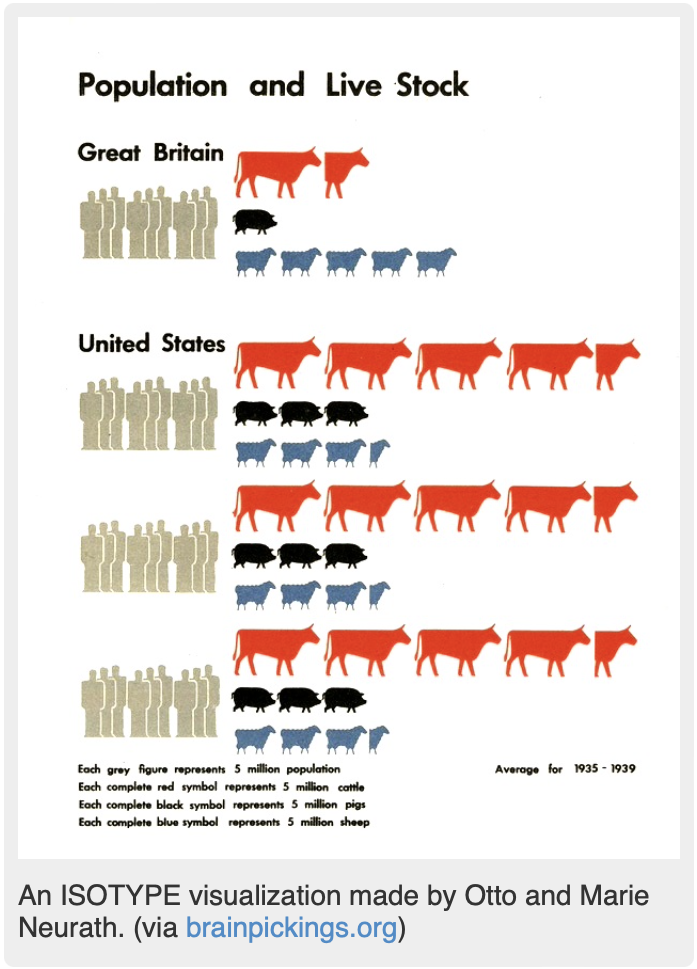 Population and Live Stock
Great Britain
United States
Each grey figure represents 5 million population
Each complete red symbol represents 5 million cattle
Each complete black symbol represents 5 million pigs
Each complete blue symbol represents 5 million sheep
Average for 1935 - 1939
An ISOTYPE visualization made by Otto and Marie
Neurath. (via brainpickings.org)